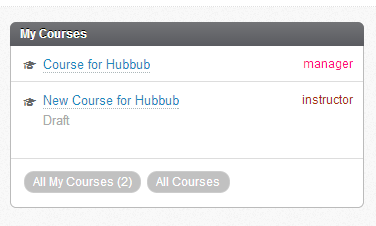 My Courses
Course for Hubbub manager
New Course for Hubbub instructor
Draft
All My Courses (2) All Courses